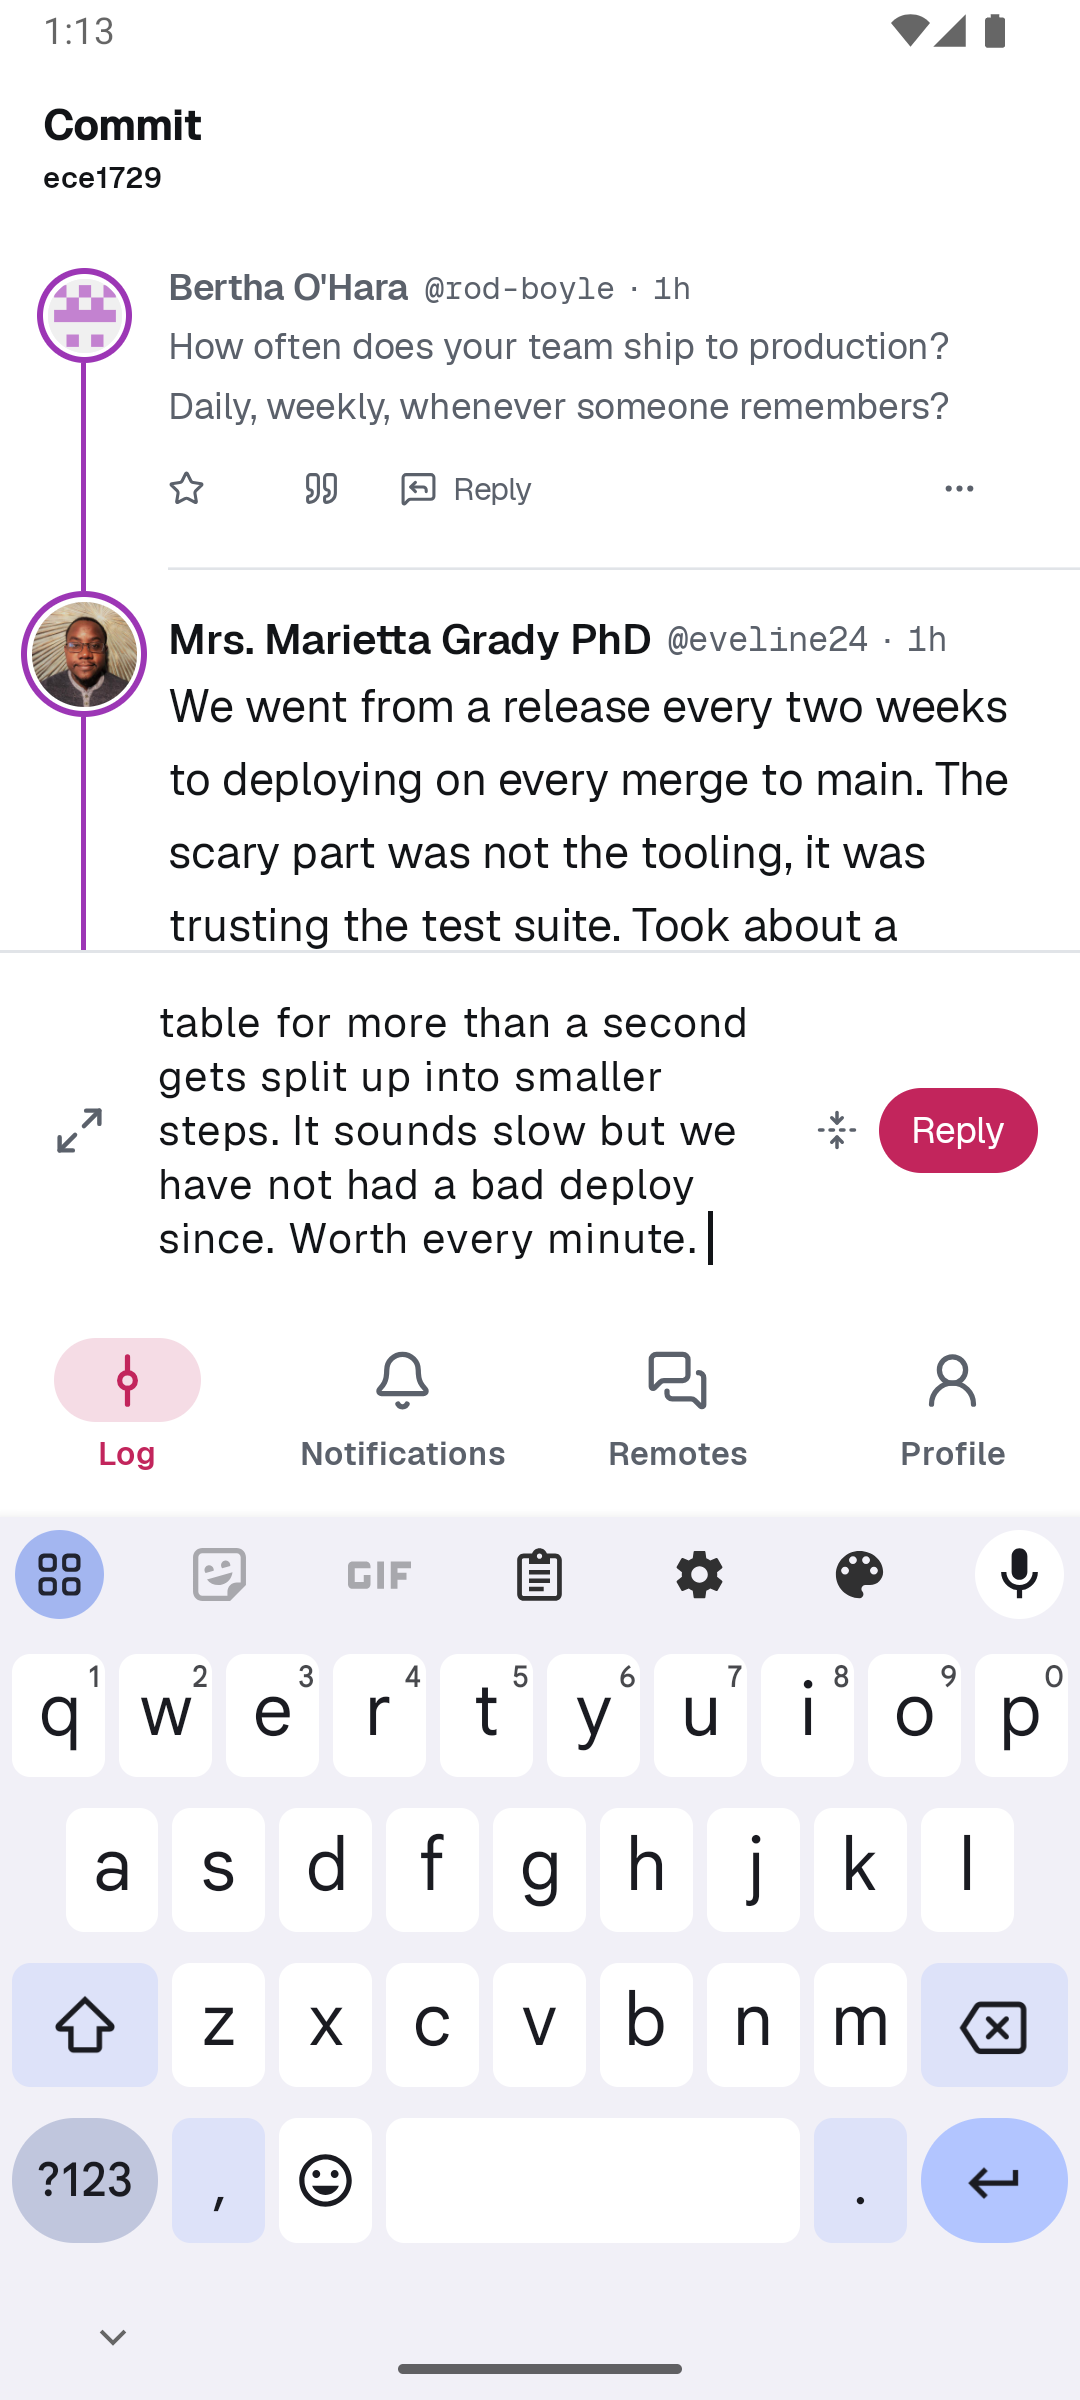 1:13
Commit
ece1729
Bertha O'Hara @rod-boyle · 1h
How often does your team ship to production?
Daily, weekly, whenever someone remembers?
Reply
Mrs. Marietta Grady PhD @eveline24 · 1h
We went from a release every two weeks
to deploying on every merge to main. The
scary part was not the tooling, it was
trusting the test suite. Took about a
table for more than a second
gets split up into smaller
steps. It sounds slow but we
have not had a bad deploy
since. Worth every minute.
Reply
Log Notifications Remotes Profile
GIF
q1 w2 e3 r4 t5 y6 u7 i8 o9 p0
a s d f g h j k l
z x c v b n m
?123 , .